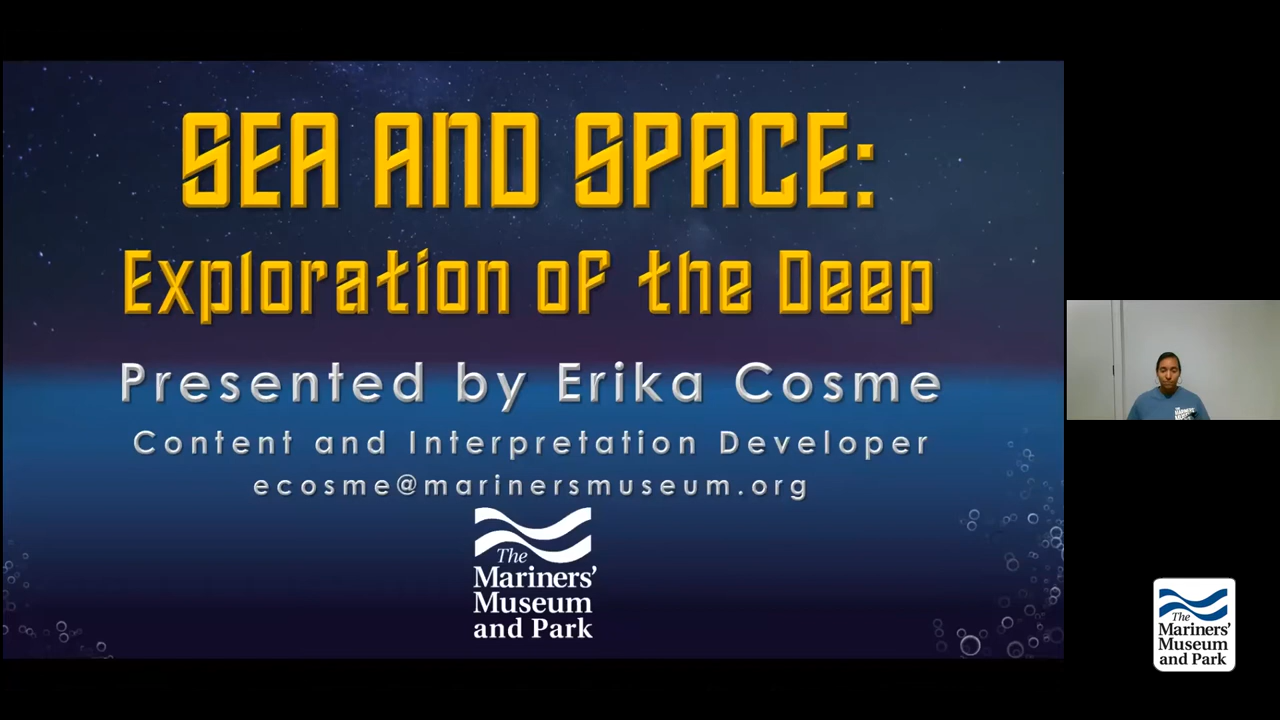 SEA AND SPACE:
Exploration of the Deep
Presented by Erika Cosme
Content and Interpretation Developer
ecosme@marinersmuseum.org
The
Mariners'
Museum
and Park
The
Mariners'
Museum
and Park